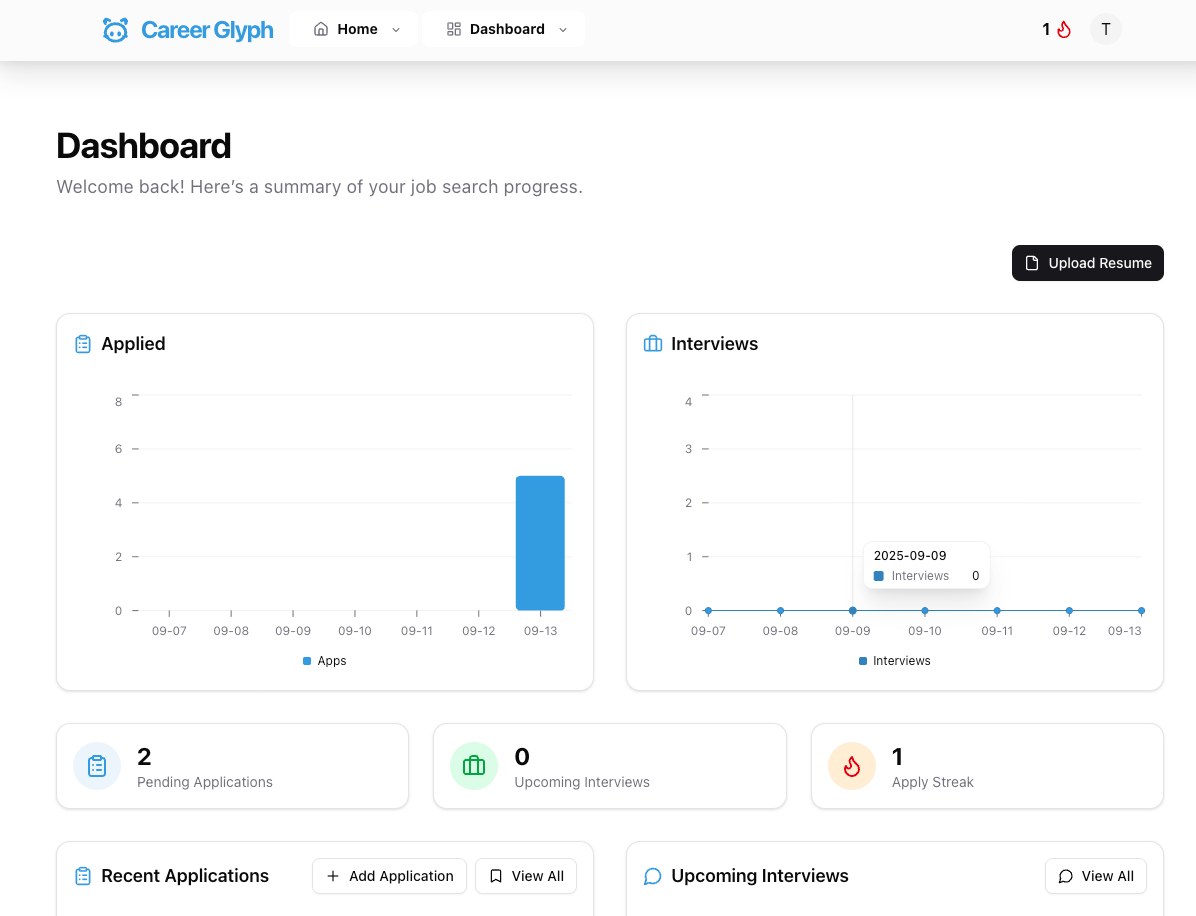 Career Glyph
Home
Dashboard
1
T
Dashboard
Welcome back! Here’s a summary of your job search progress.
Upload Resume
Applied
8
6
4
2
0
09-07 09-08 09-09 09-10 09-11 09-12 09-13
Apps
Interviews
4
3
2
1
0
2025-09-09
Interviews 0
09-07 09-08 09-09 09-10 09-11 09-12 09-13
Interviews
2
Pending Applications
0
Upcoming Interviews
1
Apply Streak
Recent Applications
Add Application
View All
Upcoming Interviews
View All